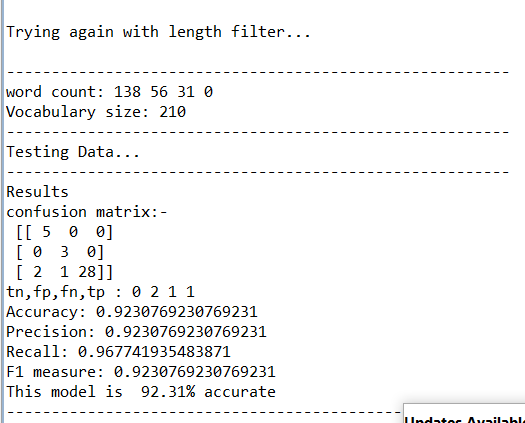 Trying again with length filter...
-------------------------------------------------------
word count: 138 56 31 0
Vocabulary size: 210
-------------------------------------------------------
Testing Data...
-------------------------------------------------------
Results
confusion matrix:-
[[ 5  0  0]
[ 0  3  0]
[ 2  1 28]]
tn,fp,fn,tp : 0 2 1 1
Accuracy: 0.9230769230769231
Precision: 0.9230769230769231
Recall: 0.967741935483871
F1 measure: 0.9230769230769231
This model is  92.31% accurate
-------------------------------------------
Updates